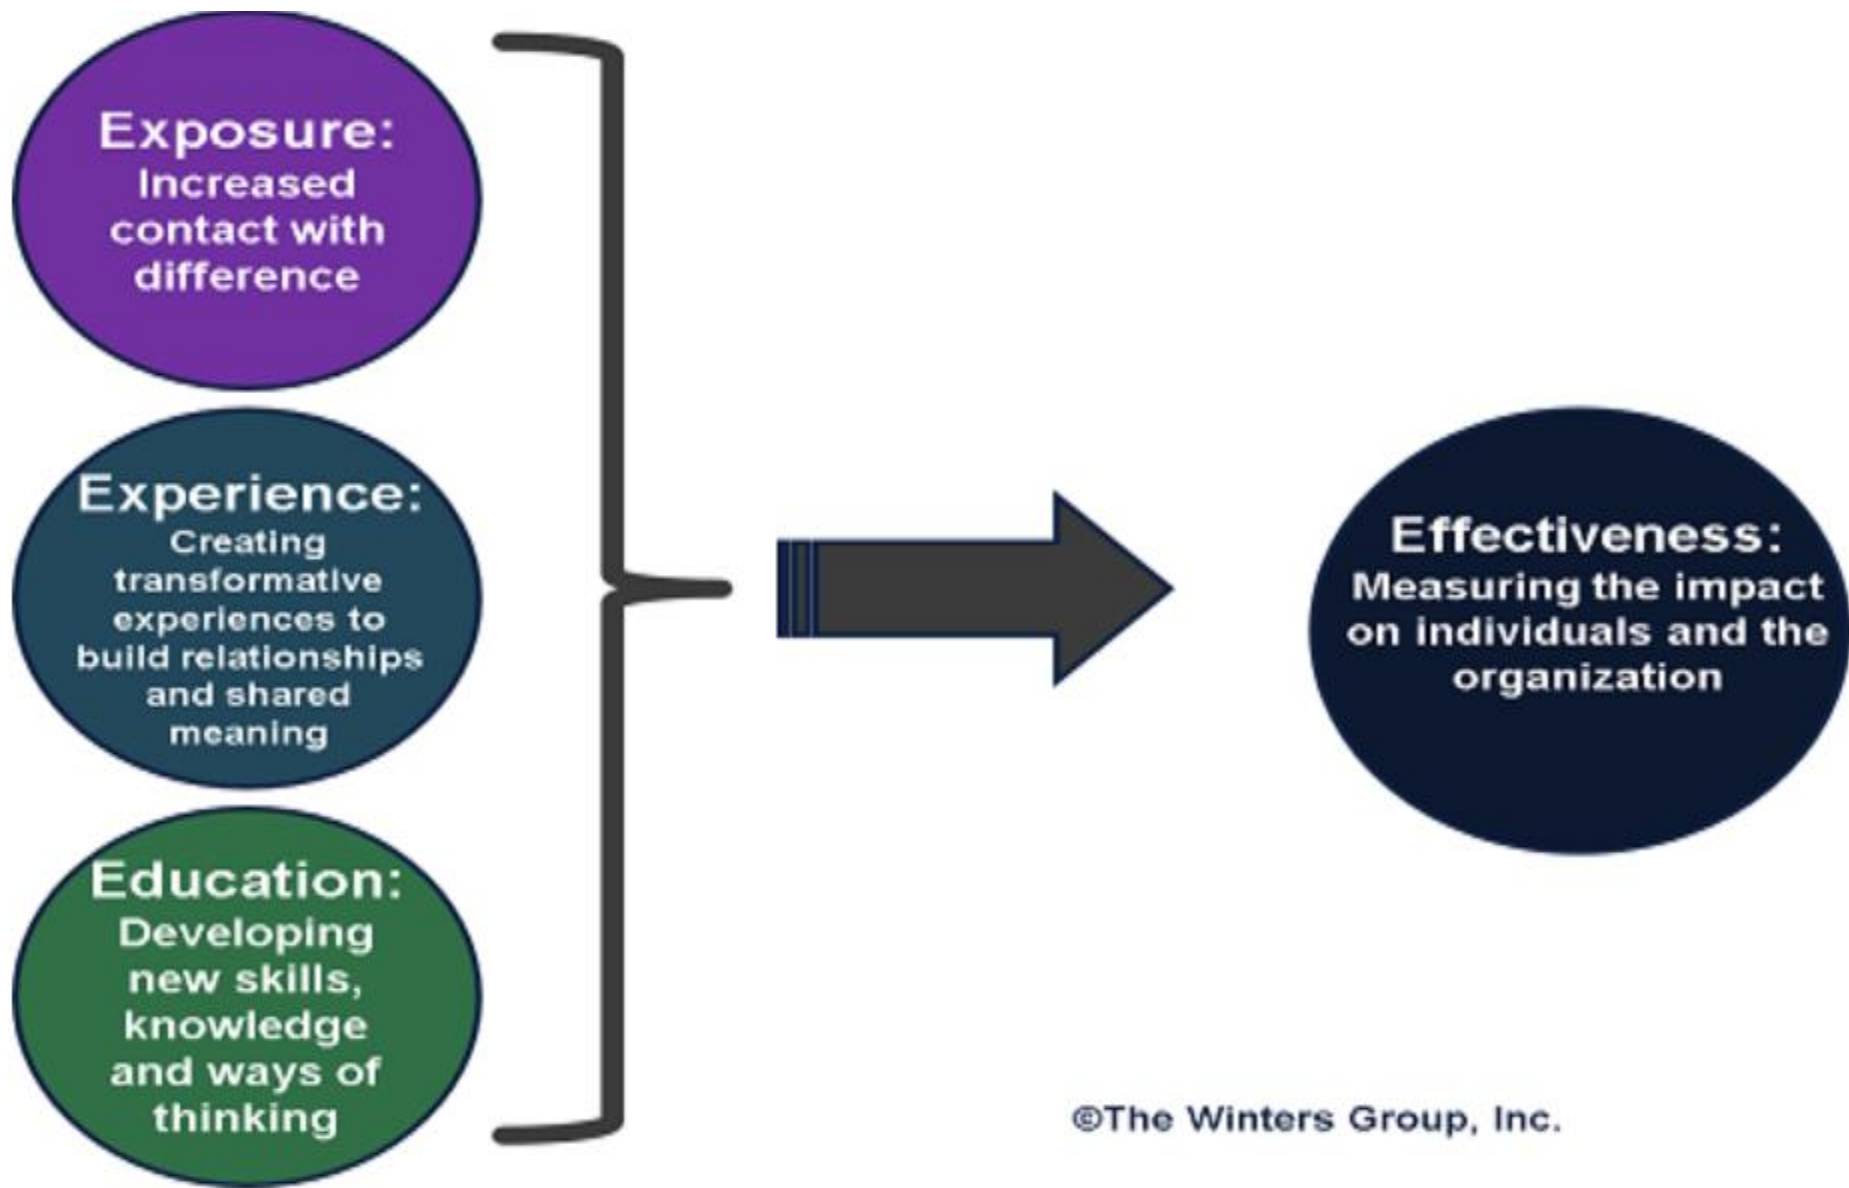 Exposure:
Increased
contact with
difference
Experience:
Creating
transformative
experiences to
build relationships
and shared
meaning
Education:
Developing
new skills,
knowledge
and ways of
thinking
Effectiveness:
Measuring the impact
on individuals and the
organization
©The Winters Group, Inc.